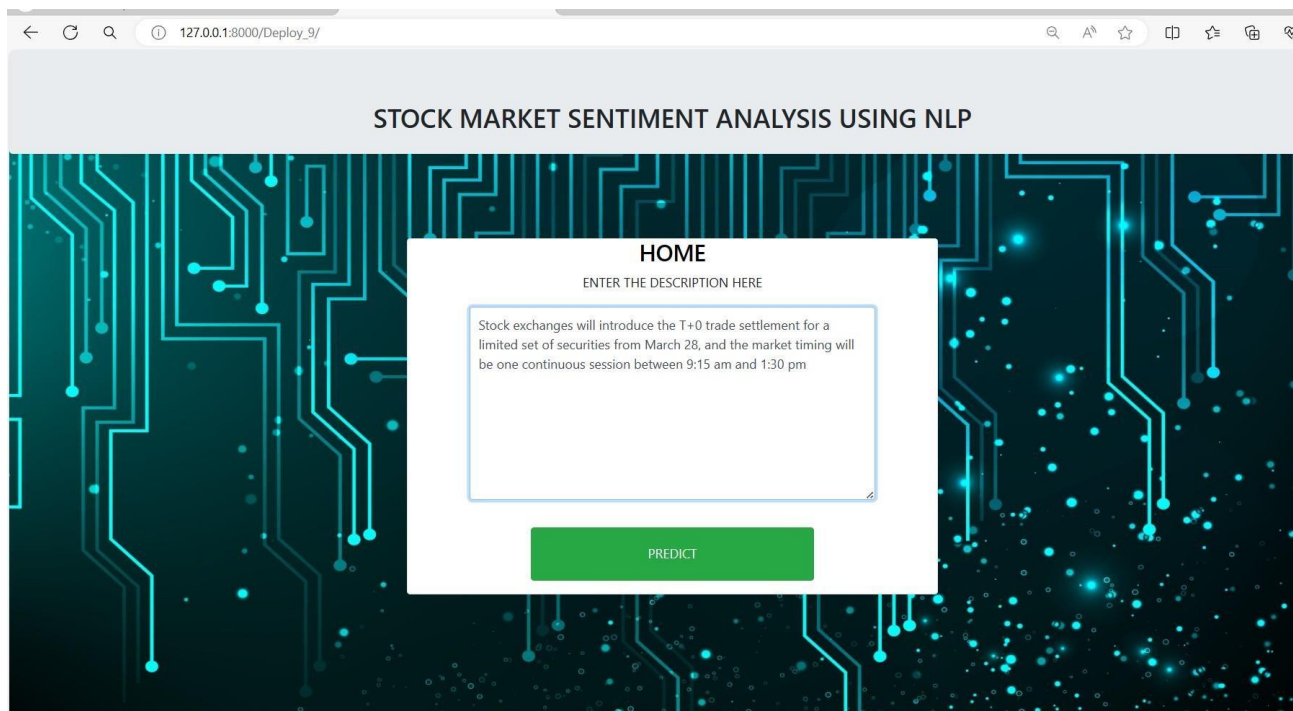 127.0.0.1:8000/Deploy_9/
STOCK MARKET SENTIMENT ANALYSIS USING NLP
HOME
ENTER THE DESCRIPTION HERE
Stock exchanges will introduce the T+0 trade settlement for a
limited set of securities from March 28, and the market timing will
be one continuous session between 9:15 am and 1:30 pm
PREDICT